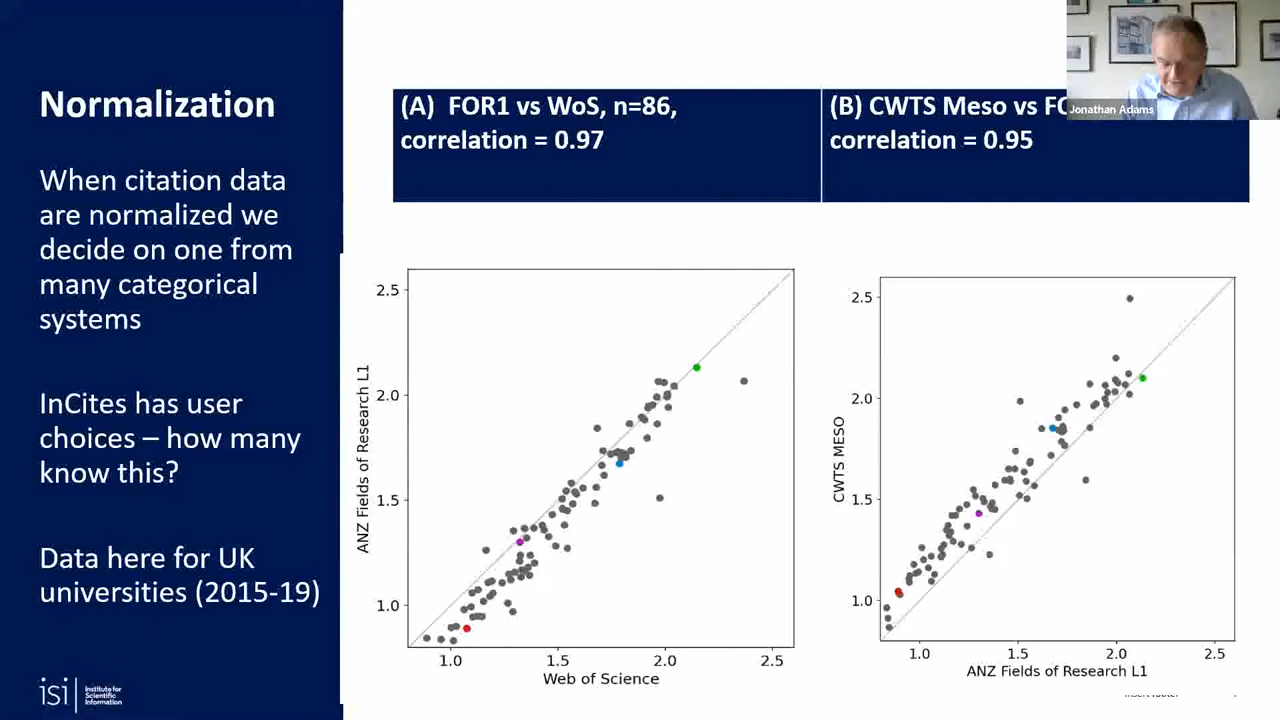 Normalization
When citation data
are normalized we
decide on one from
many categorical
systems
InCites has user
choices – how many
know this?
Data here for UK
universities (2015-19)
isi
Institute for
Scientific
Information
(A) FOR1 vs WoS, n=86,
correlation = 0.97
(B) CWTS Meso vs
correlation = 0.95
Jonathan Adams
ANZ Fields of Research L1
2.5
2.0
1.5
1.0
1.0 1.5 2.0 2.5
Web of Science
CWTS MESO
2.5
2.0
1.5
1.0
1.0 1.5 2.0 2.5
ANZ Fields of Research L1